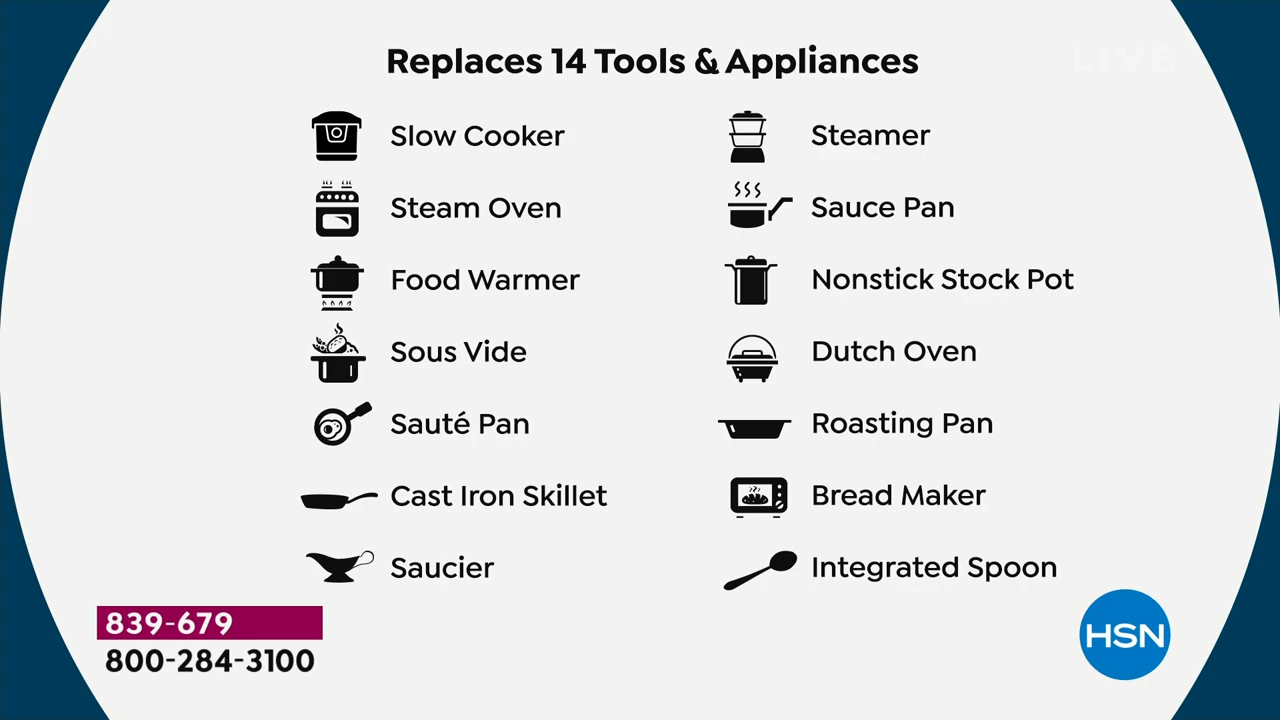 Replaces 14 Tools & Appliances
LIVE
Slow Cooker
Steamer
Steam Oven
Sauce Pan
Food Warmer
Nonstick Stock Pot
Sous Vide
Dutch Oven
Sauté Pan
Roasting Pan
Cast Iron Skillet
Bread Maker
Saucier
Integrated Spoon
839-679
800-284-3100
HSN